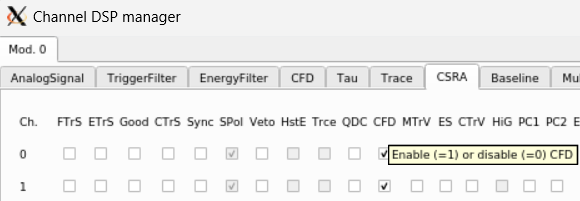 Channel DSP manager
Mod. 0
AnalogSignal TriggerFilter EnergyFilter CFD Tau Trace CSRA Baseline Mu
Ch. FTrS ETrS Good CTrS Sync SPol Veto HstE Trce QDC CFD MTrV ES CTrV HiG PC1 PC2 E
0 Enable (=1) or disable (=0) CFD
1